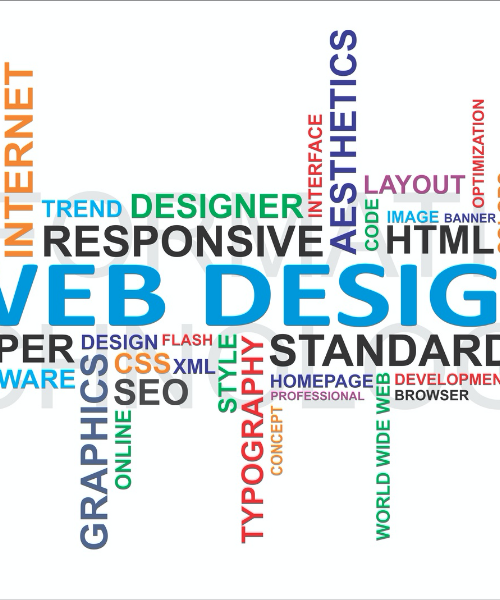 INTERNET
TREND
DESIGNER
INTERFACE
AESTHETICS
LAYOUT
OPTIMIZATION
CODE
IMAGE
BANNER
RESPONSIVE
HTML
WEB DESIG
PER
DESIGN
FLASH
STYLE
STANDARD
WARE
GRAPHICS
CSS
XML
SEO
ONLINE
TYPOGRAPHY
CONCEPT
HOMEPAGE
PROFESSIONAL
WORLD WIDE WEB
DEVELOPMEN
BROWSER